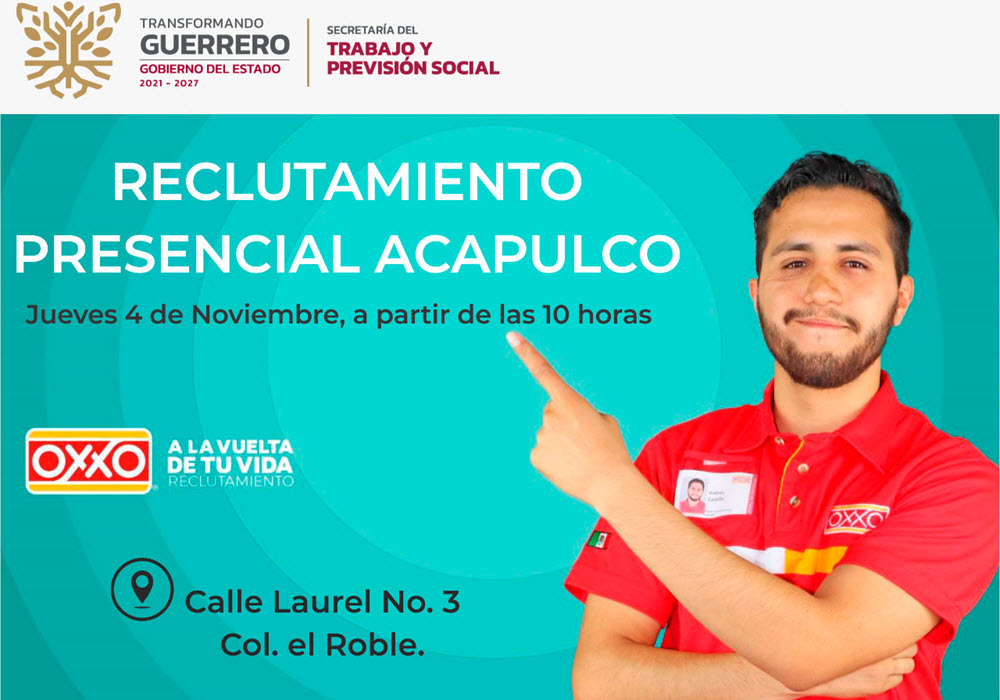 TRANSFORMANDO
GUERRERO
GOBIERNO DEL ESTADO
2021 - 2027
SECRETARÍA DEL
TRABAJO Y
PREVISIÓN SOCIAL
RECLUTAMIENTO
PRESENCIAL ACAPULCO
Jueves 4 de Noviembre, a partir de las 10 horas
OXXO
A LA VUELTA
DE TU VIDA
RECLUTAMIENTO
OXXO
Calle Laurel No. 3
Col. el Roble.